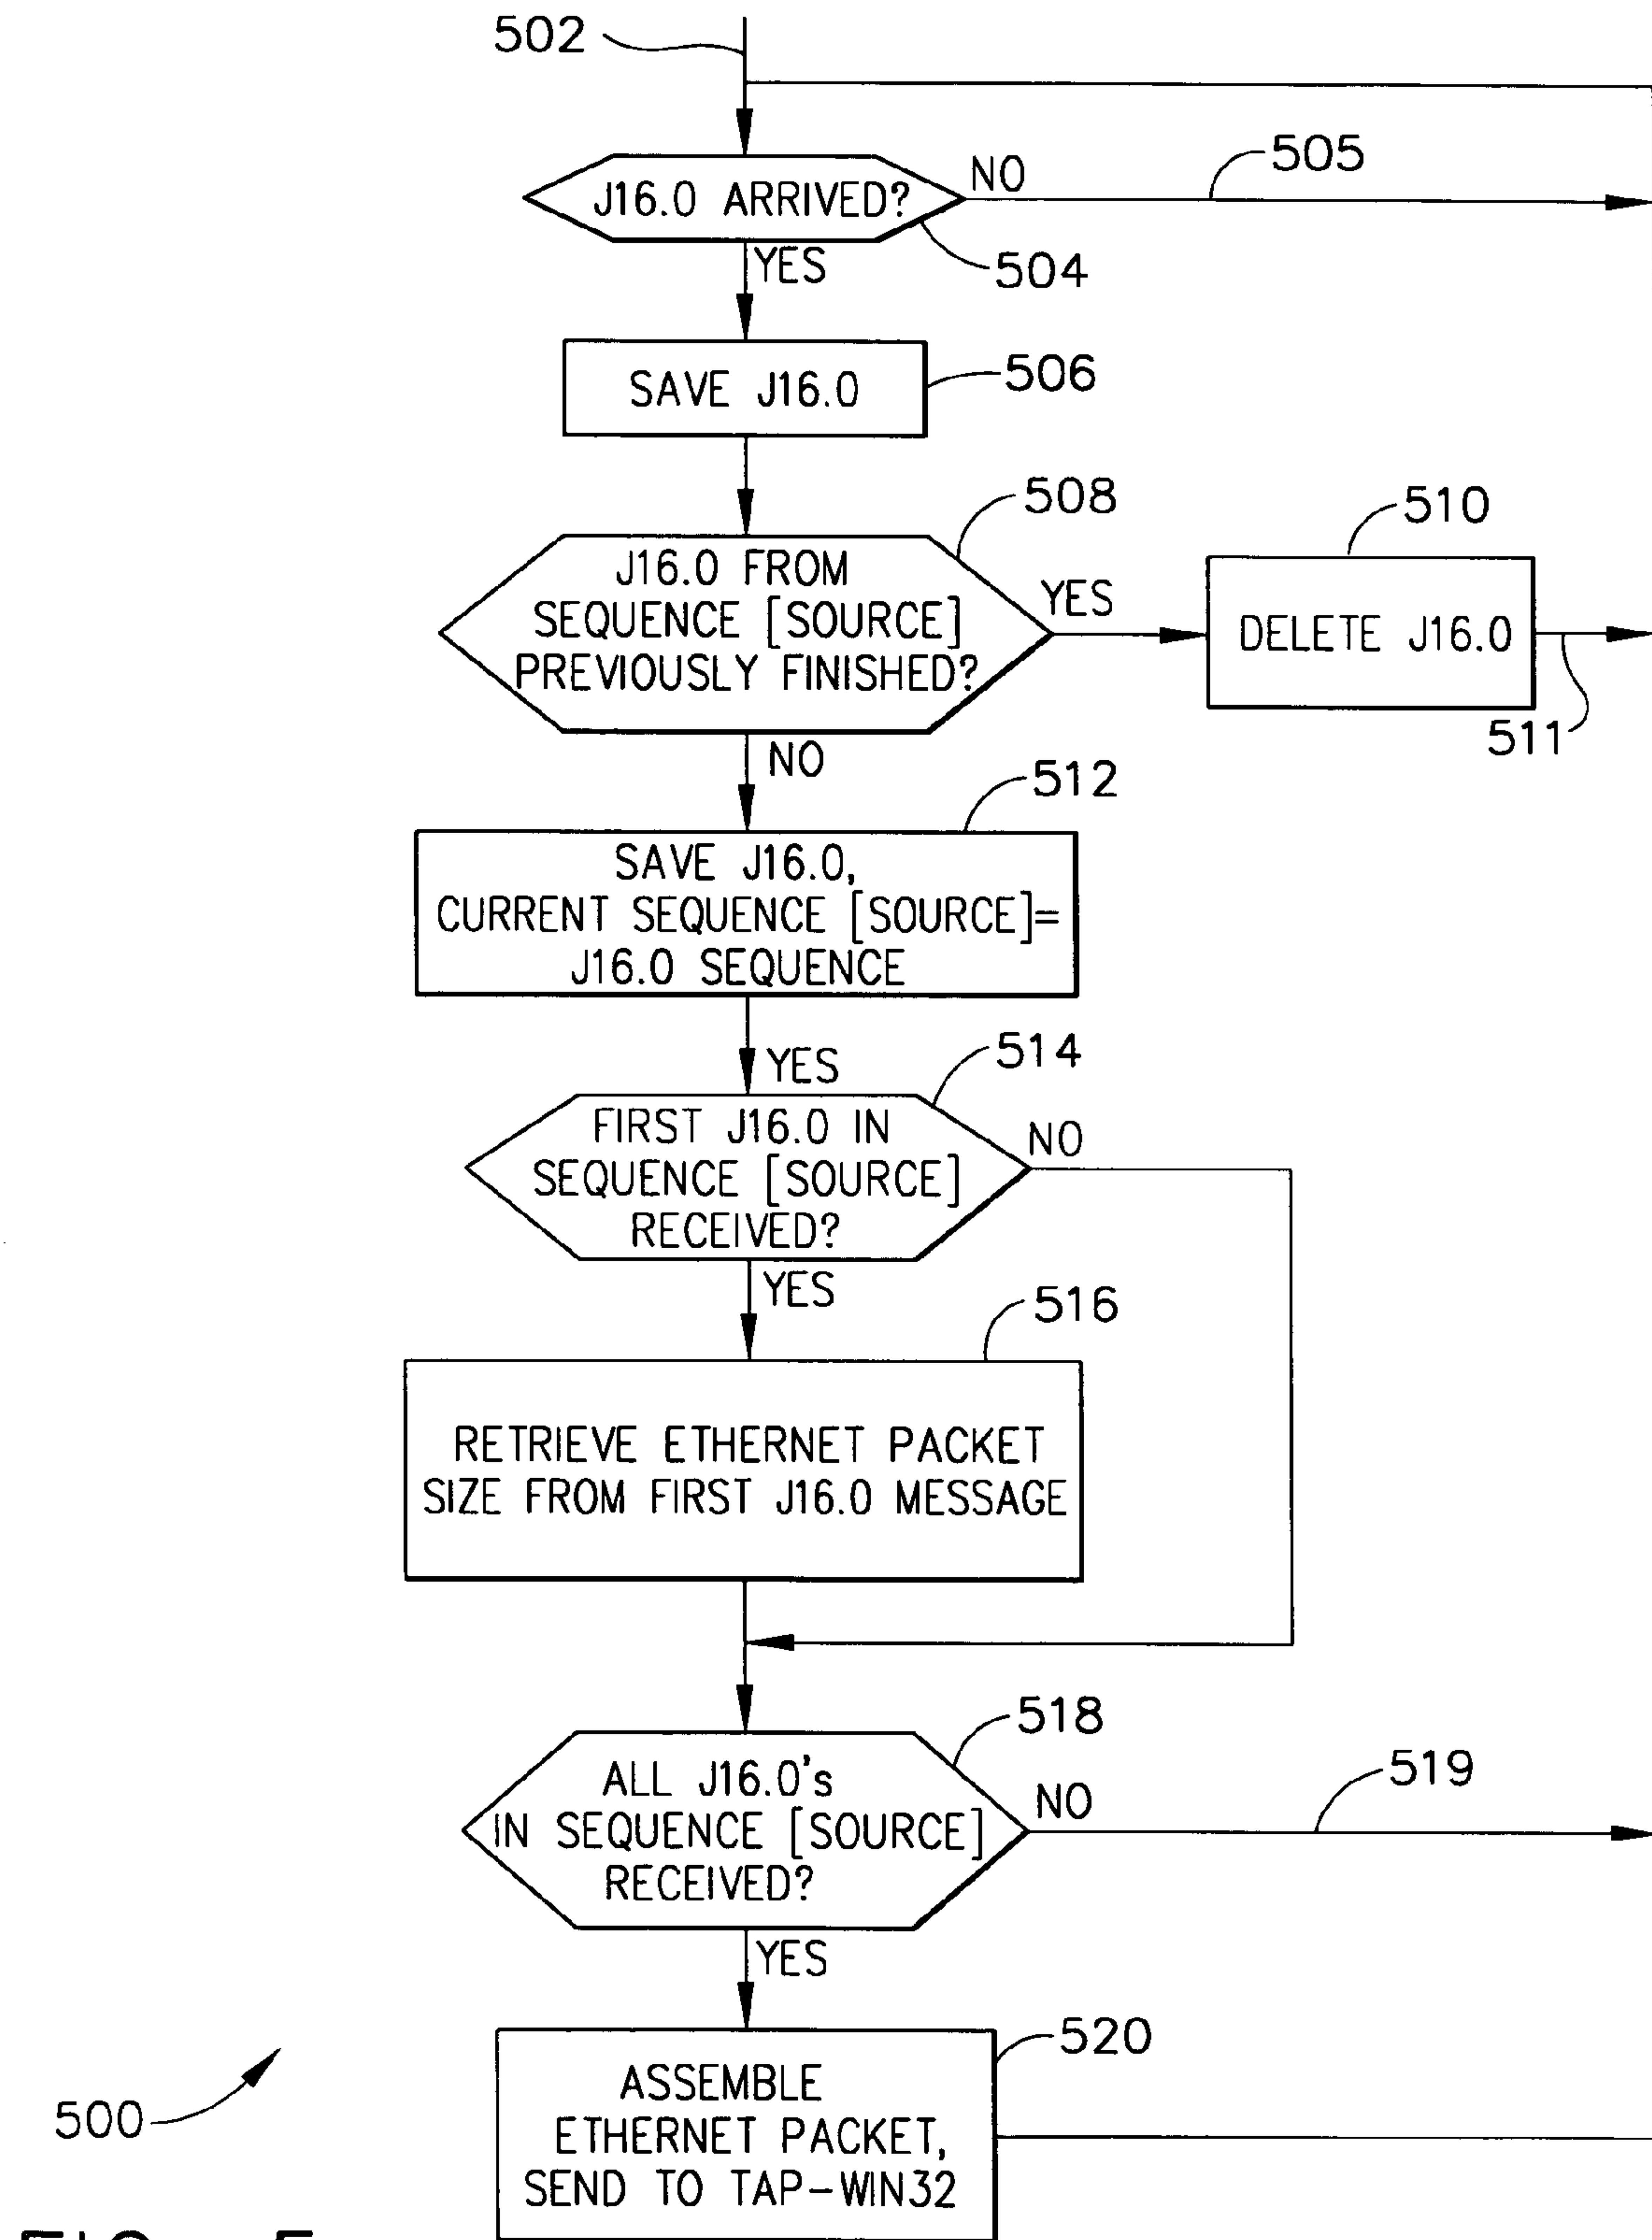 502
J16.0 ARRIVED?
NO
505
504
YES
SAVE J16.0
506
508
J16.0 FROM
SEQUENCE [SOURCE]
PREVIOUSLY FINISHED?
YES
510
DELETE J16.0
511
NO
512
SAVE J16.0,
CURRENT SEQUENCE [SOURCE]=
J16.0 SEQUENCE
YES
514
FIRST J16.0 IN
SEQUENCE [SOURCE]
RECEIVED?
NO
YES
516
RETRIEVE ETHERNET PACKET
SIZE FROM FIRST J16.0 MESSAGE
518
ALL J16.0's
IN SEQUENCE [SOURCE]
RECEIVED?
NO
519
YES
520
ASSEMBLE
ETHERNET PACKET,
SEND TO TAP-WIN32
500